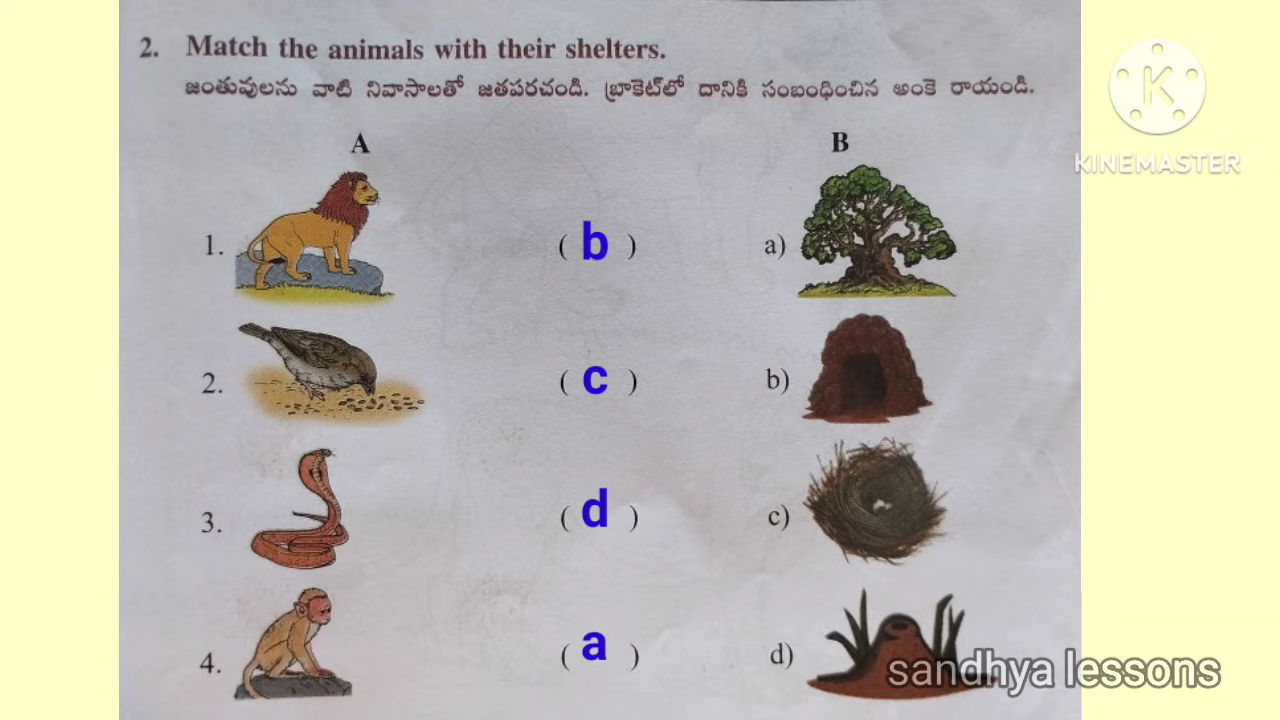 2. Match the animals with their shelters.
జంతువులను వాటి నివాసాలతో జతపరచండి. బ్రాకెట్‌లో దానికి సంబంధించిన అంకె రాయండి.
K
KINEMASTER
A B
1. ( b ) a)
2. ( c ) b)
3. ( d ) c)
4. ( a ) d)
sandhya lessons